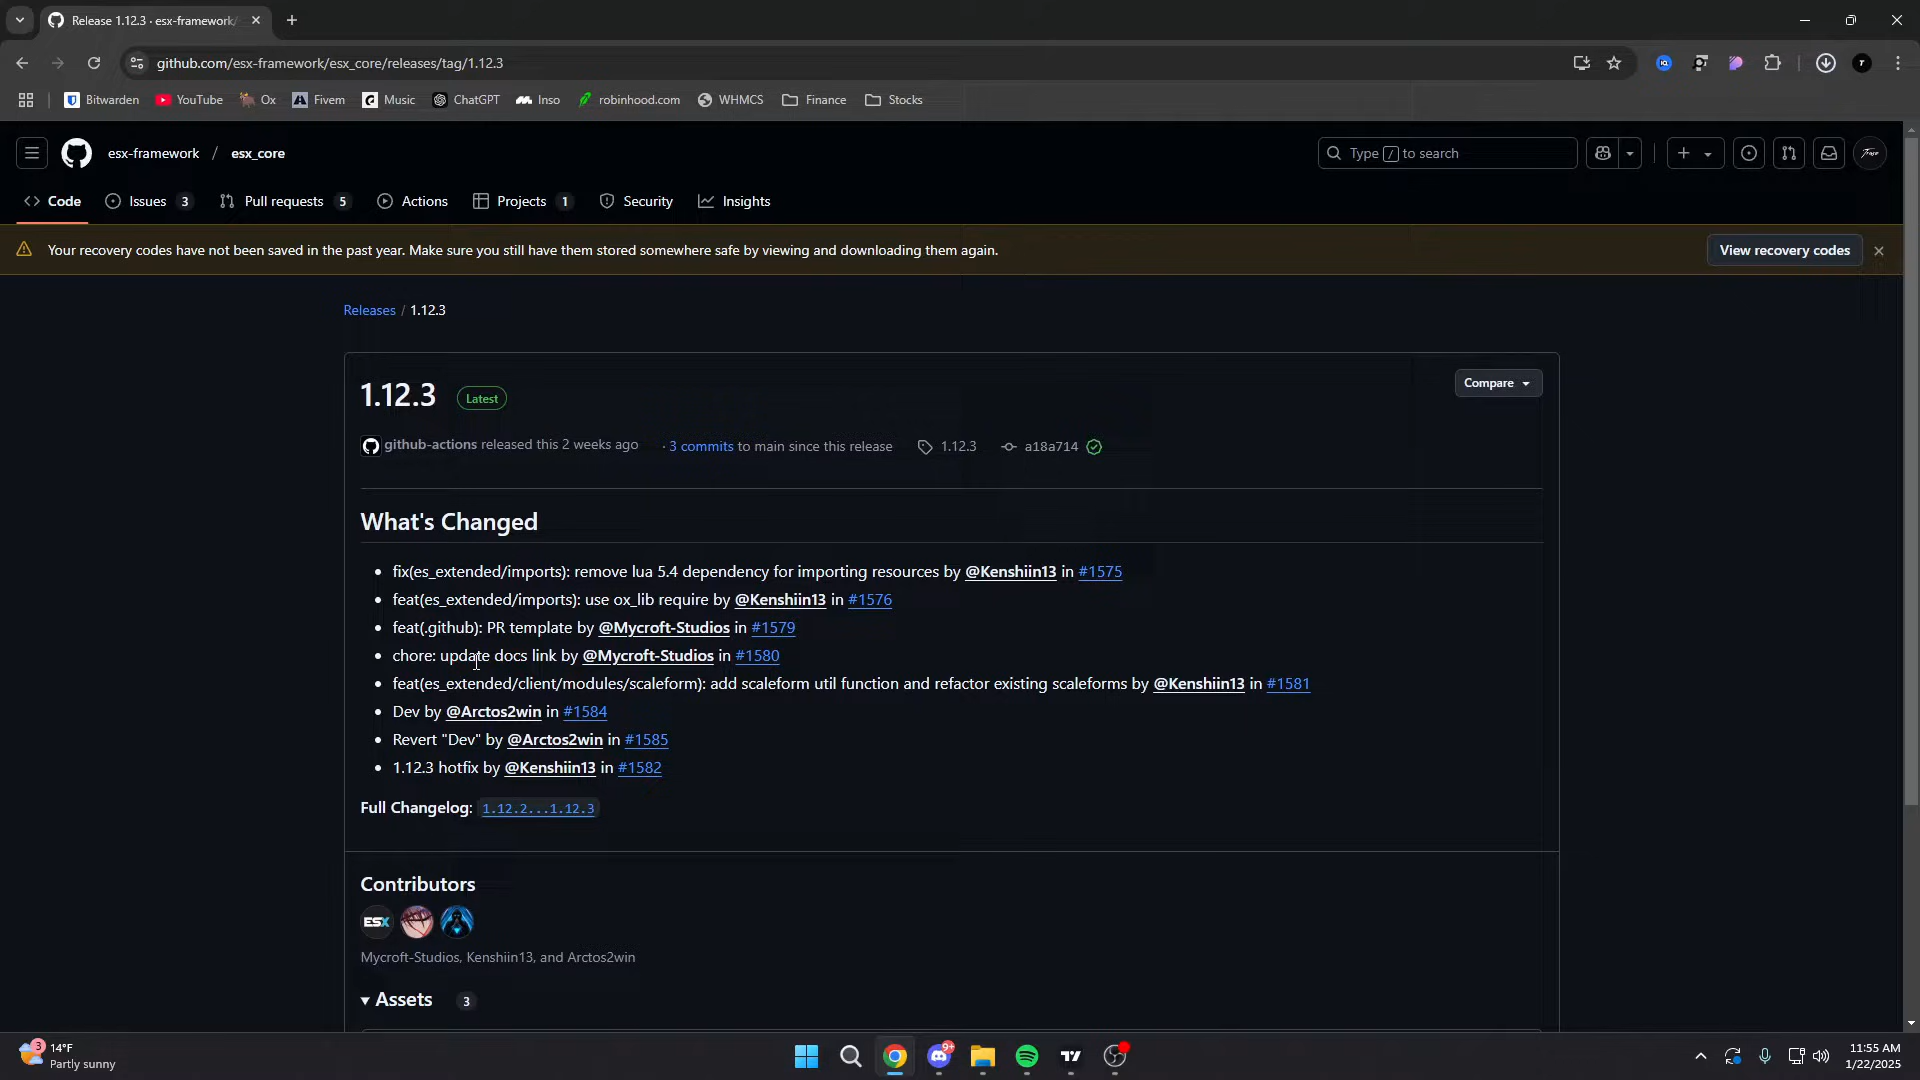 Release 1.12.3 · esx-framework/
github.com/esx-framework/esx_core/releases/tag/1.12.3
Bitwarden YouTube Ox Fivem Music ChatGPT Inso robinhood.com WHMCS Finance Stocks
esx-framework / esx_core
Type / to search
Code Issues 3 Pull requests 5 Actions Projects 1 Security Insights
Your recovery codes have not been saved in the past year. Make sure you still have them stored somewhere safe by viewing and downloading them again.
View recovery codes
Releases / 1.12.3
1.12.3 Latest
Compare
github-actions released this 2 weeks ago · 3 commits to main since this release 1.12.3 a18a714
What's Changed
• fix(es_extended/imports): remove lua 5.4 dependency for importing resources by @Kenshiin13 in #1575
• feat(es_extended/imports): use ox_lib require by @Kenshiin13 in #1576
• feat(.github): PR template by @Mycroft-Studios in #1579
• chore: update docs link by @Mycroft-Studios in #1580
• feat(es_extended/client/modules/scaleform): add scaleform util function and refactor existing scaleforms by @Kenshiin13 in #1581
• Dev by @Arctos2win in #1584
• Revert "Dev" by @Arctos2win in #1585
• 1.12.3 hotfix by @Kenshiin13 in #1582
Full Changelog: 1.12.2...1.12.3
Contributors
ESX
Mycroft-Studios, Kenshiin13, and Arctos2win
Assets 3
3
14°F
Partly sunny
9+
11:55 AM
1/22/2025